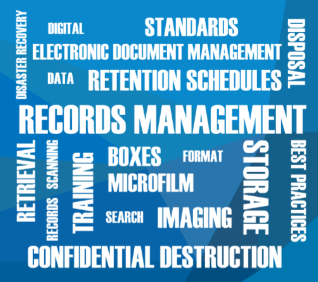 DISASTER RECOVERY
DIGITAL
STANDARDS
DISPOSAL
ELECTRONIC DOCUMENT MANAGEMENT
DATA
RETENTION SCHEDULES
RECORDS MANAGEMENT
RETRIEVAL
RECORDS SCANNING
TRAINING
BOXES
FORMAT
STORAGE
BEST PRACTICES
MICROFILM
SEARCH
IMAGING
CONFIDENTIAL DESTRUCTION